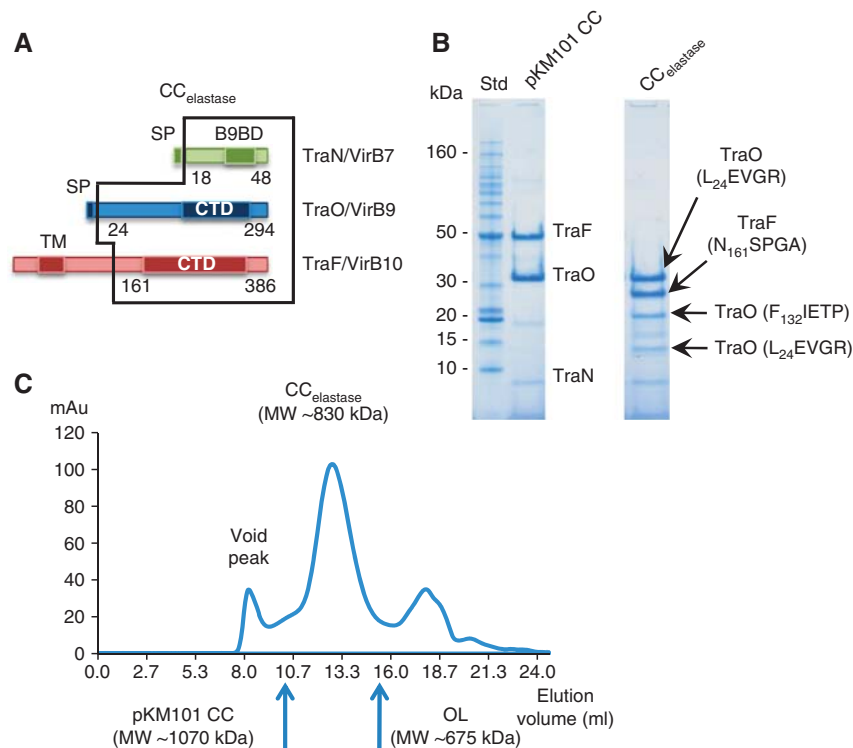 A
CCelastase
SP B9BD
TraN/VirB7
18 48
SP
CTD
TraO/VirB9
24 294
TM
CTD
TraF/VirB10
161 386
B
kDa
Std
pKM101 CC
CCelastase
160 -
50 -
30 -
20 -
15 -
10 -
TraF
TraO
TraN
TraO
(L24EVGR)
TraF
(N161SPGA)
TraO (F132IETP)
TraO (L24EVGR)
C
mAu
CCelastase
(MW ~830 kDa)
Void
peak
120
100
80
60
40
20
0
0.0 2.7 5.3 8.0 10.7 13.3 16.0 18.7 21.3 24.0
Elution
volume (ml)
pKM101 CC
(MW ~1070 kDa)
OL
(MW ~675 kDa)